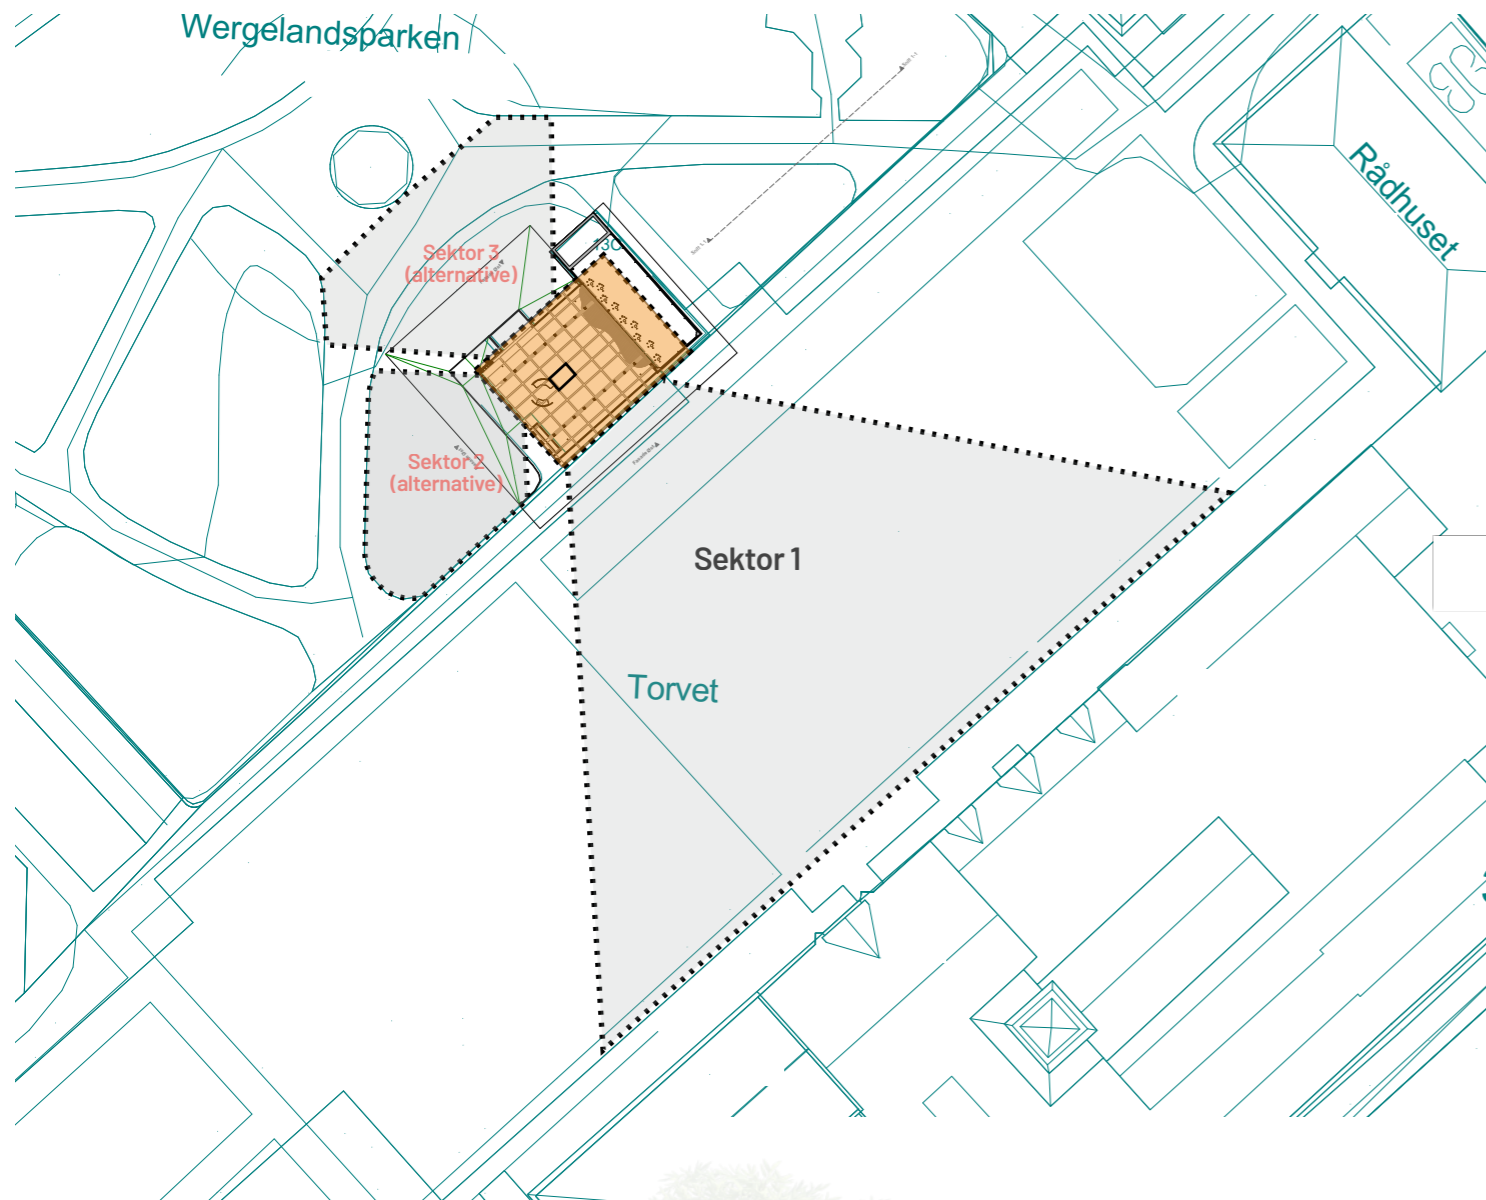 Wergelandsparken
Rådhuset
Sektor 3
(alternative)
Sektor 2
(alternative)
Sektor 1
Torvet